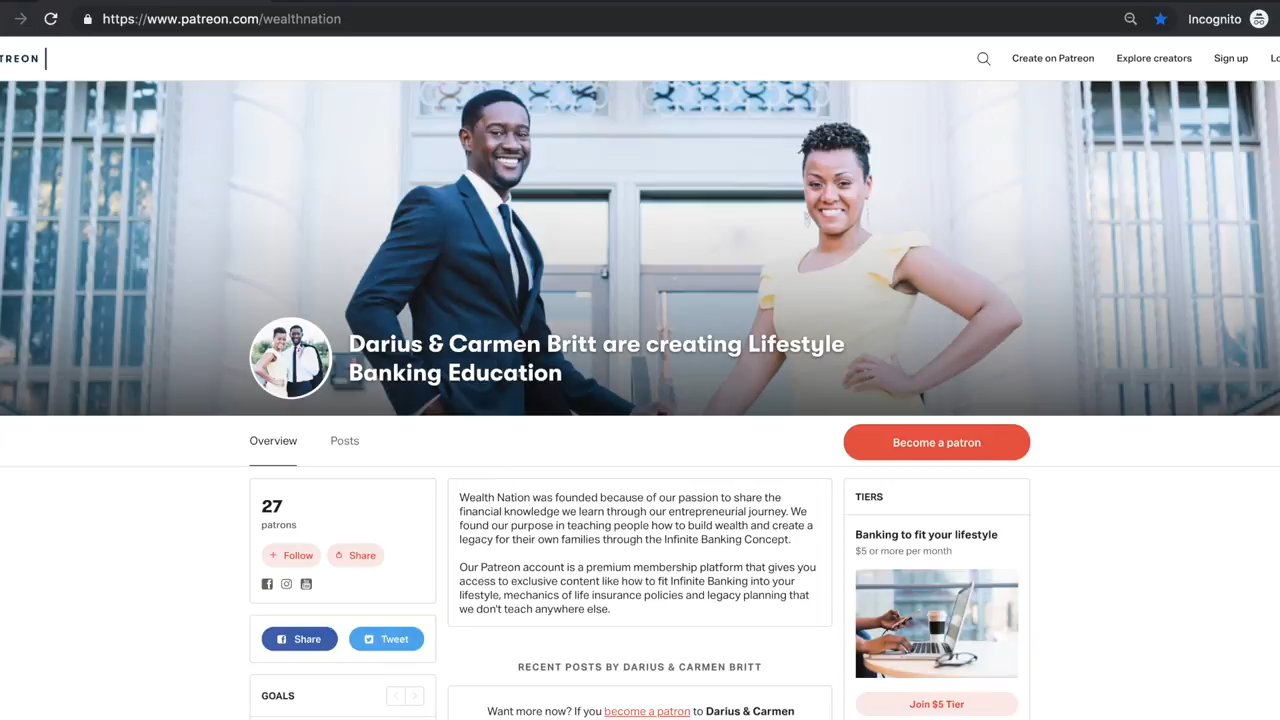 https://www.patreon.com/wealthnation
Incognito
TREON
Create on Patreon
Explore creators
Sign up
Lo
Darius & Carmen Britt are creating Lifestyle
Banking Education
Overview
Posts
Become a patron
27
patrons
+ Follow
Share
Share
Tweet
GOALS
Wealth Nation was founded because of our passion to share the
financial knowledge we learn through our entrepreneurial journey. We
found our purpose in teaching people how to build wealth and create a
legacy for their own families through the Infinite Banking Concept.
Our Patreon account is a premium membership platform that gives you
access to exclusive content like how to fit Infinite Banking into your
lifestyle, mechanics of life insurance policies and legacy planning that
we don't teach anywhere else.
RECENT POSTS BY DARIUS & CARMEN BRITT
Want more now? If you become a patron to Darius & Carmen
TIERS
Banking to fit your lifestyle
$5 or more per month
Join $5 Tier